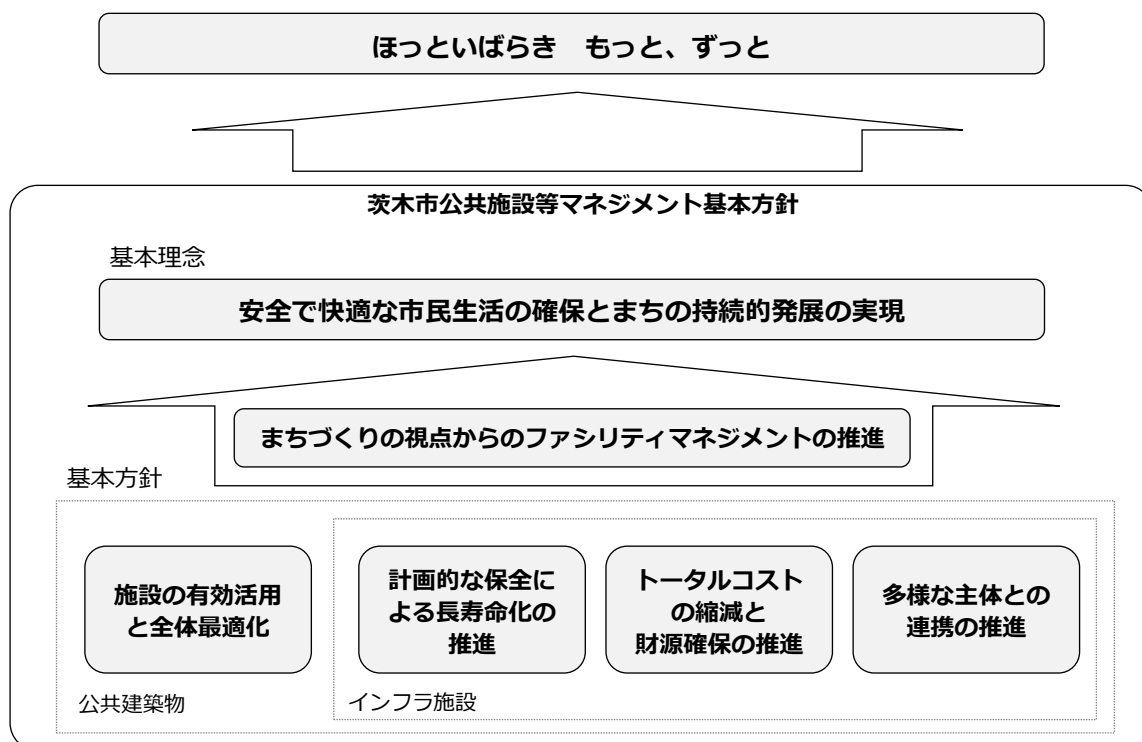 ほっといばらき　もっと、ずっと
茨木市公共施設等マネジメント基本方針
基本理念
安全で快適な市民生活の確保とまちの持続的発展の実現
まちづくりの視点からのファシリティマネジメントの推進
基本方針
施設の有効活用
と全体最適化
計画的な保全に
よる長寿命化の
推進
トータルコスト
の縮減と
財源確保の推進
多様な主体との
連携の推進
公共建築物
インフラ施設